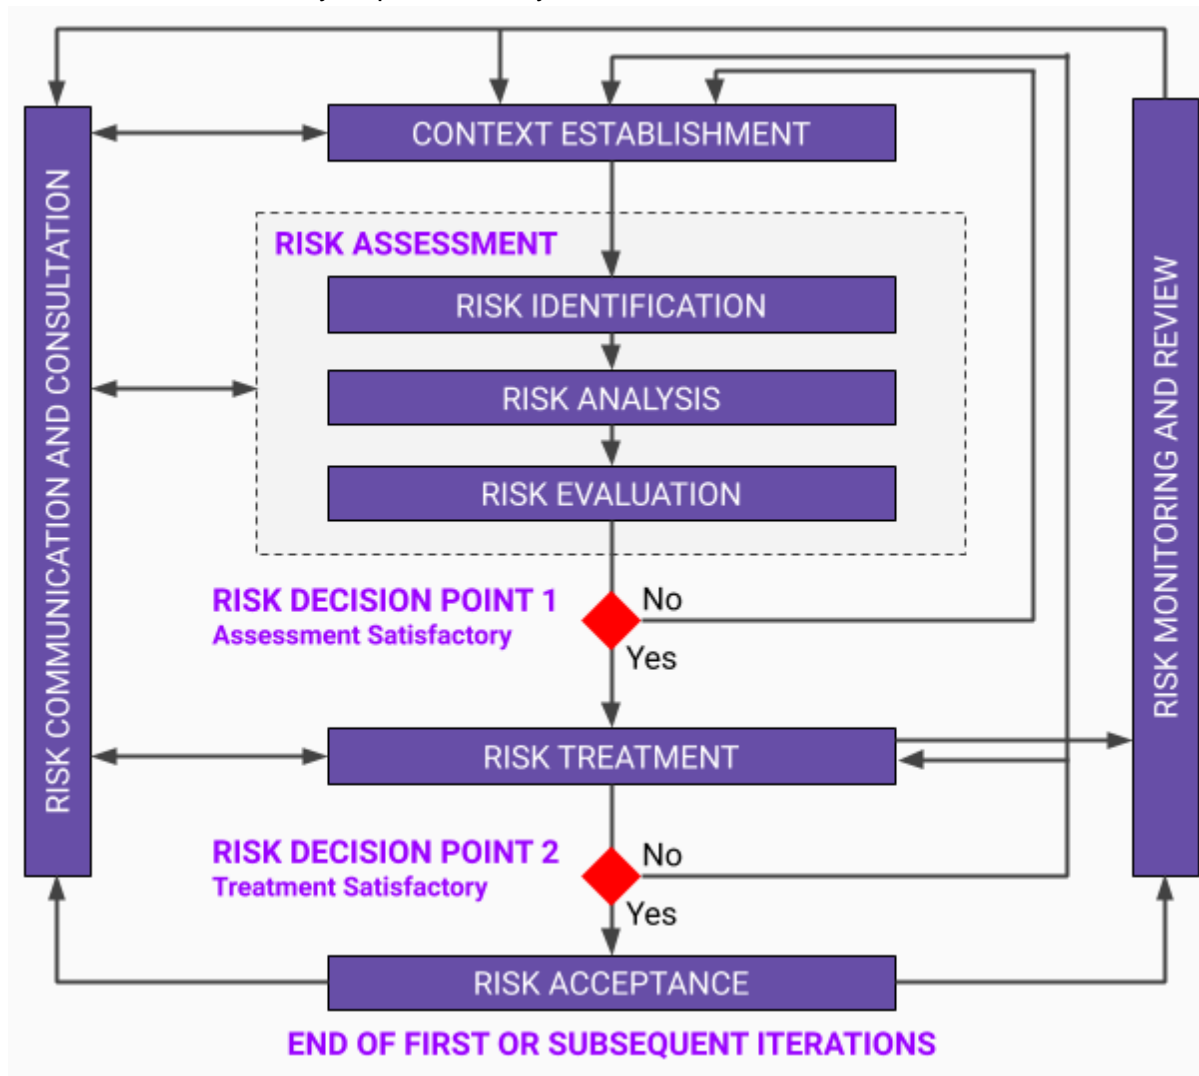 CONTEXT ESTABLISHMENT
RISK COMMUNICATION AND CONSULTATION
RISK MONITORING AND REVIEW
RISK ASSESSMENT
RISK IDENTIFICATION
RISK ANALYSIS
RISK EVALUATION
RISK DECISION POINT 1
Assessment Satisfactory
No
Yes
RISK TREATMENT
RISK DECISION POINT 2
Treatment Satisfactory
No
Yes
RISK ACCEPTANCE
END OF FIRST OR SUBSEQUENT ITERATIONS